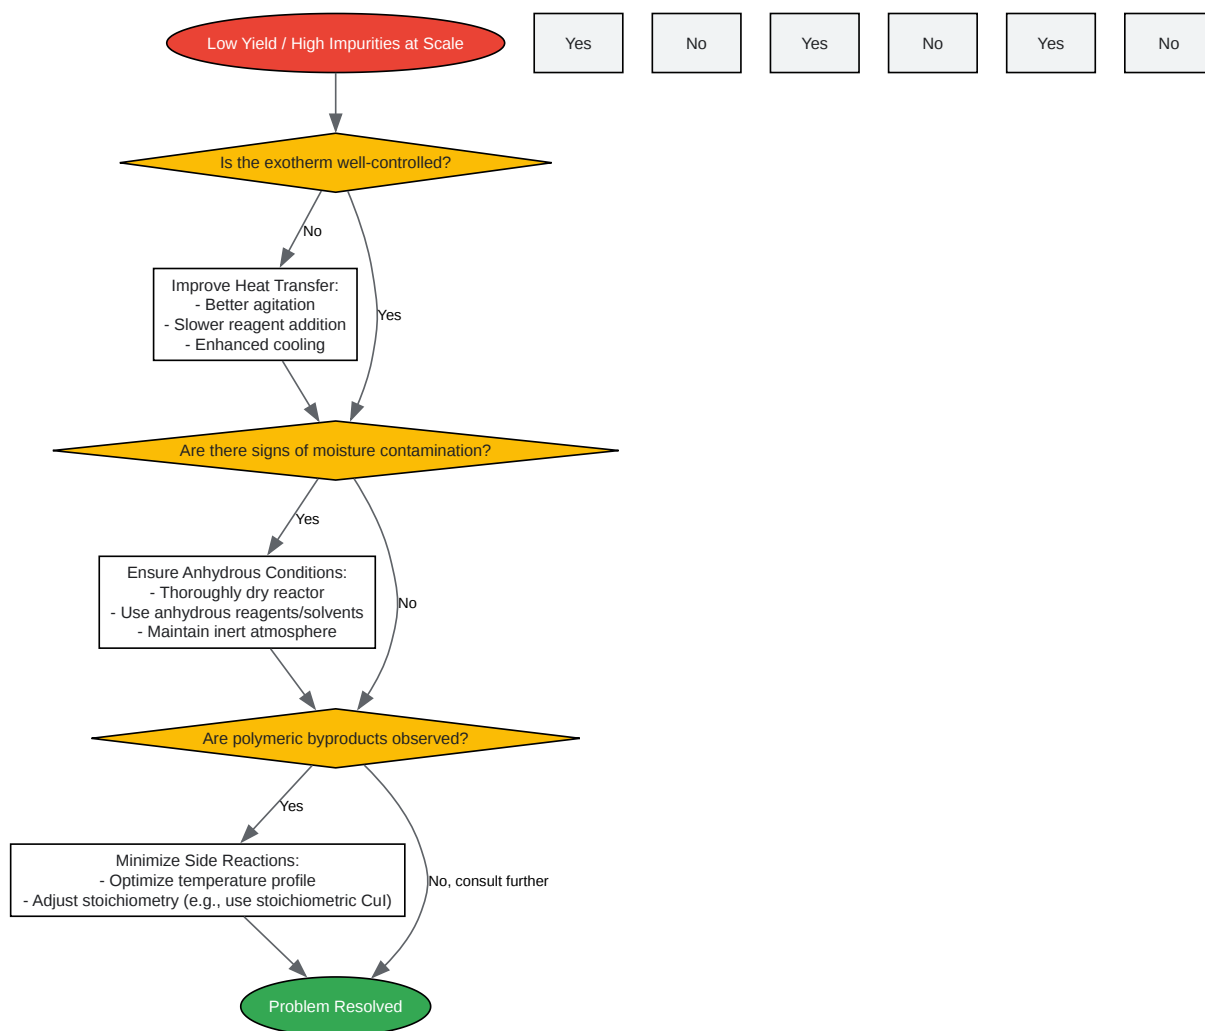 Low Yield / High Impurities at Scale
Yes
No
Yes
No
Yes
No
Is the exotherm well-controlled?
No
Improve Heat Transfer:
- Better agitation
- Slower reagent addition
- Enhanced cooling
Yes
Are there signs of moisture contamination?
Yes
Ensure Anhydrous Conditions:
- Thoroughly dry reactor
- Use anhydrous reagents/solvents
- Maintain inert atmosphere
No
Are polymeric byproducts observed?
Yes
Minimize Side Reactions:
- Optimize temperature profile
- Adjust stoichiometry (e.g., use stoichiometric CuI)
No, consult further
Problem Resolved